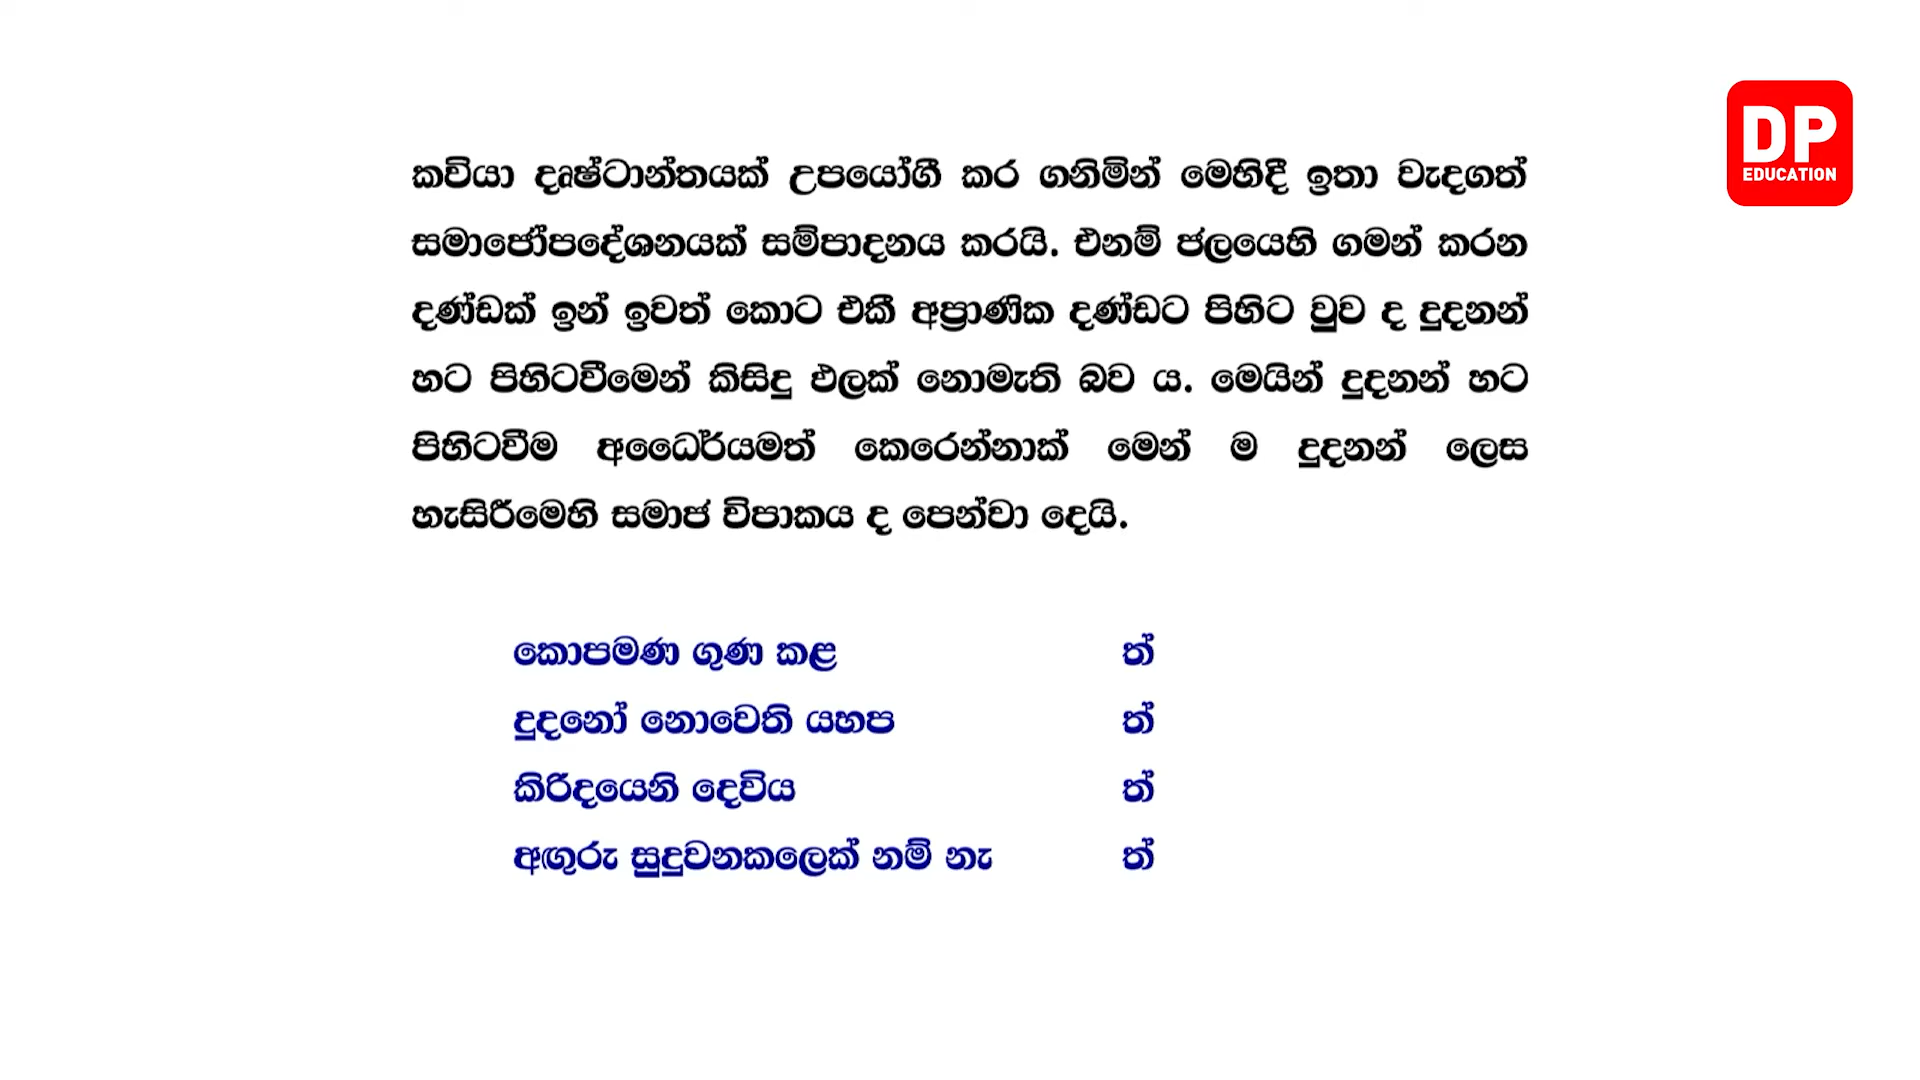 DP
EDUCATION
කවියා දෘෂ්ටාන්තයක් උපයෝගී කර ගනිමින් මෙහිදී ඉතා වැදගත්
සමාජෝපදේශනයක් සම්පාදනය කරයි. එනම් ජලයෙහි ගමන් කරන
දණ්ඩක් ඉන් ඉවත් කොට එකී අප්‍රාණික දණ්ඩට පිහිට වුව ද දුදනන්
හට පිහිටවීමෙන් කිසිදු ඵලක් නොමැති බව ය. මෙයින් දුදනන් හට
පිහිටවීම අධෛර්යමත් කෙරෙන්නාක් මෙන් ම දුදනන් ලෙස
හැසිරීමෙහි සමාජ විපාකය ද පෙන්වා දෙයි.
කොපමණ ගුණ කළ ත්
දුදනෝ නොවෙති යහප ත්
කිරිදයෙනි දෙවිය ත්
අඟුරු සුදුවනකලෙක් නම් නැ ත්